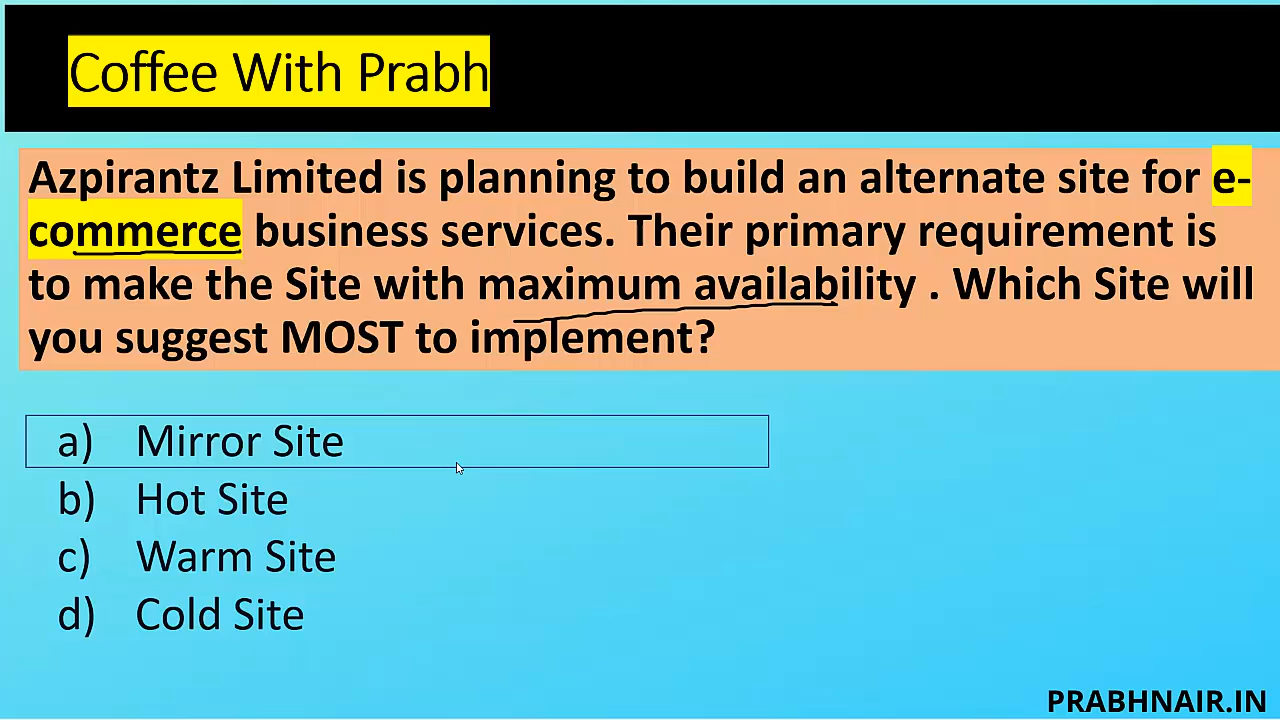 Coffee With Prabh
Azpirantz Limited is planning to build an alternate site for e-
commerce business services. Their primary requirement is
to make the Site with maximum availability . Which Site will
you suggest MOST to implement?
a) Mirror Site
b) Hot Site
c) Warm Site
d) Cold Site
PRABHNAIR.IN